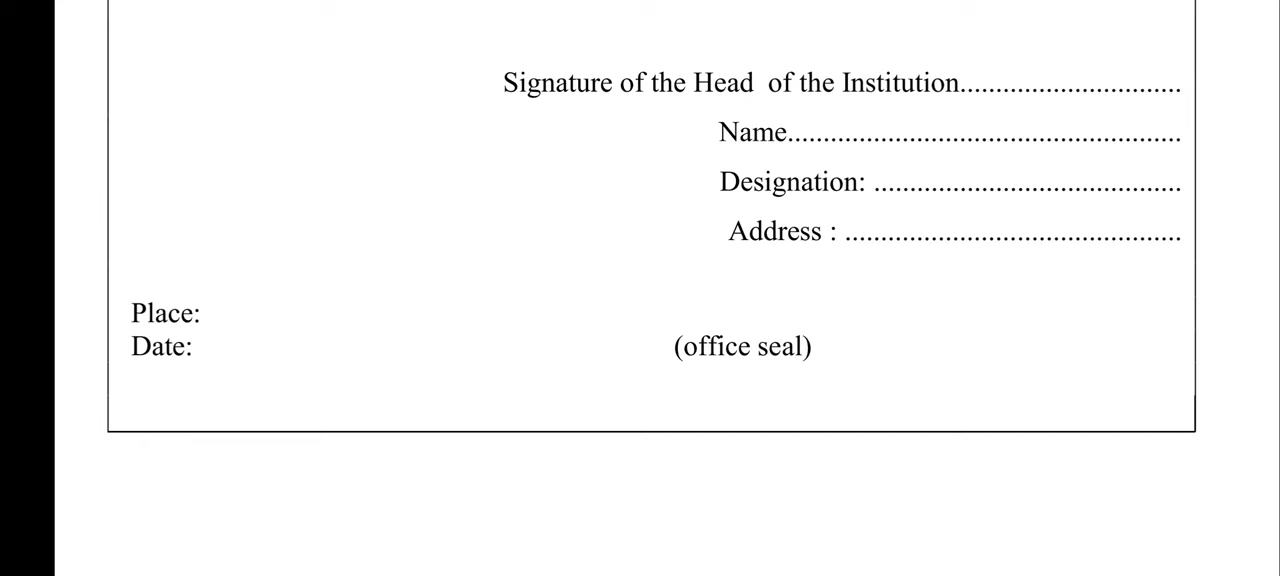 Signature of the Head  of the Institution...............................
Name......................................................
Designation: ...........................................
Address : ...............................................
Place:
Date:
(office seal)